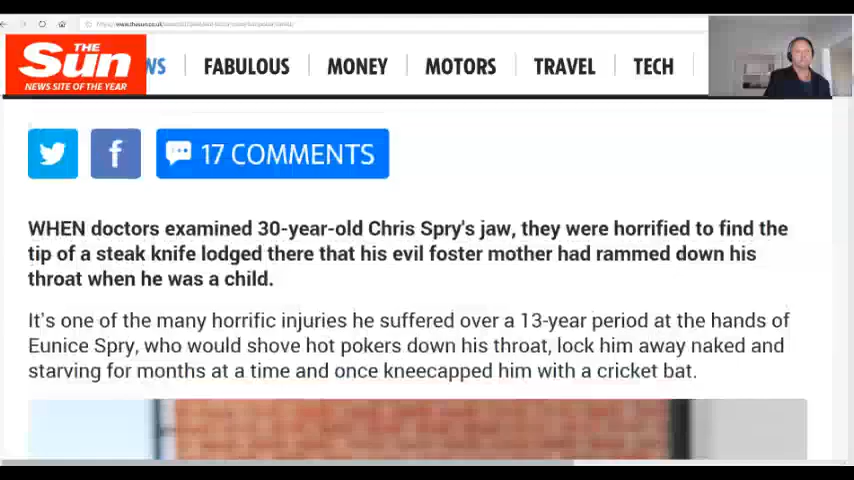 THE
Sun
NEWS SITE OF THE YEAR
WS
FABULOUS
MONEY
MOTORS
TRAVEL
TECH
17 COMMENTS
WHEN doctors examined 30-year-old Chris Spry's jaw, they were horrified to find the
tip of a steak knife lodged there that his evil foster mother had rammed down his
throat when he was a child.
It's one of the many horrific injuries he suffered over a 13-year period at the hands of
Eunice Spry, who would shove hot pokers down his throat, lock him away naked and
starving for months at a time and once kneecapped him with a cricket bat.